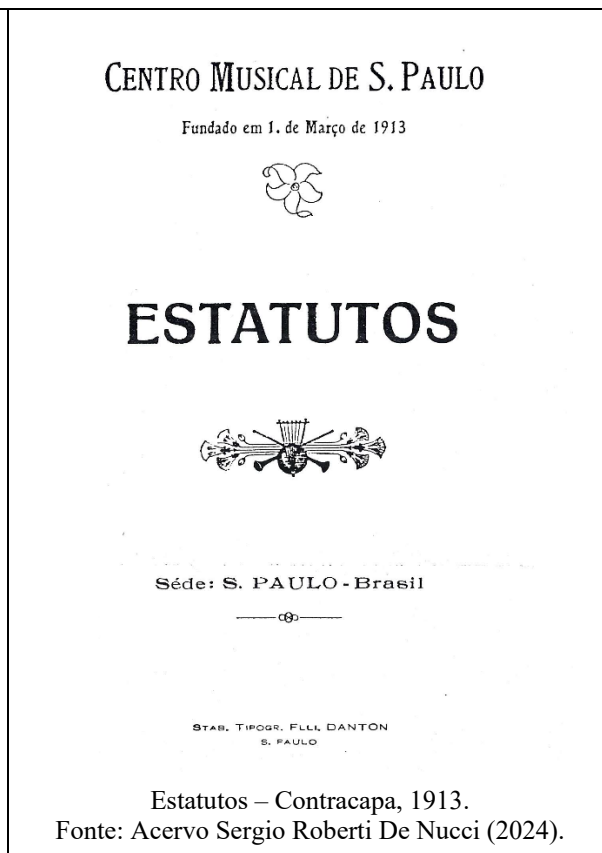 CENTRO MUSICAL DE S. PAULO
Fundado em 1. de Março de 1913
ESTATUTOS
Séde: S. PAULO - Brasil
STAB. TIPOGR. FLLI. DANTON
S. PAULO
Estatutos – Contracapa, 1913.
Fonte: Acervo Sergio Roberti De Nucci (2024).